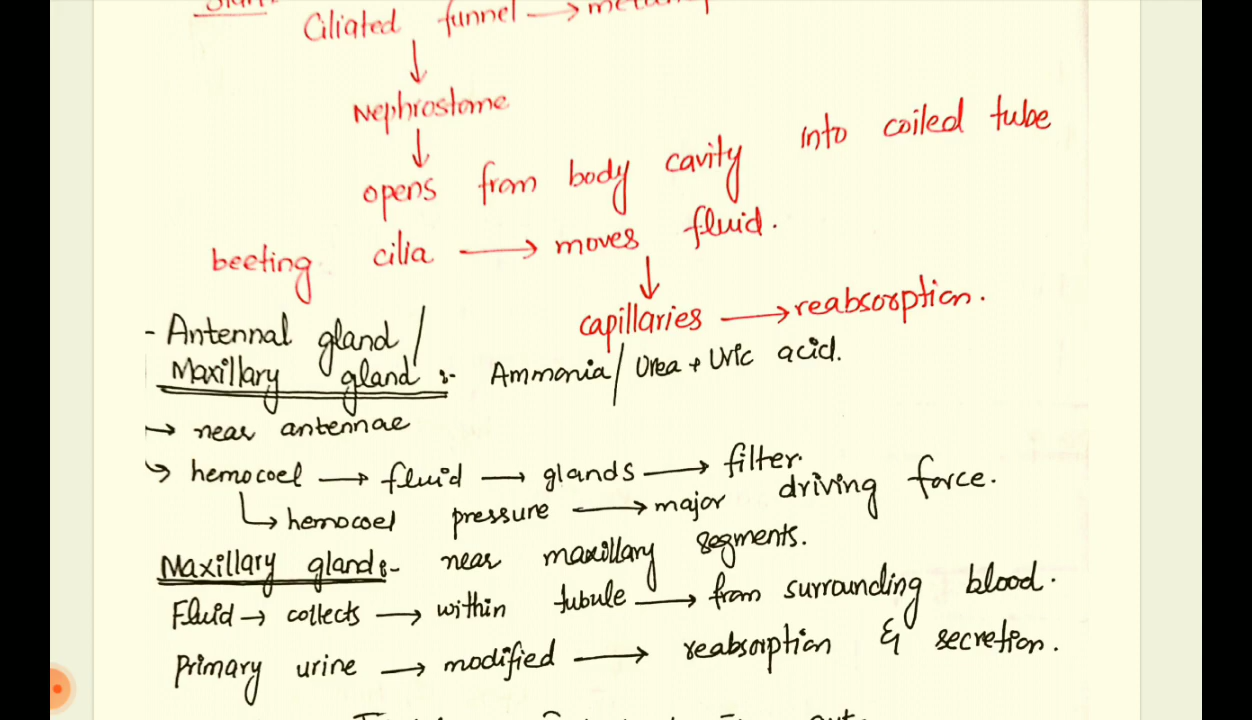 Ciliated funnel →
↓
Nephrostome
↓
opens from body cavity into coiled tube
beeting cilia → moves fluid.
↓
capillaries → reabsorption.
- Antennal gland /
Maxillary gland :- Ammonia / Urea + Uric acid.
→ near antennae
↳ hemocoel → fluid → glands → filter.
↳ hemocoel pressure → major driving force.
Maxillary gland :- near maxillary segments.
Fluid → collects → within tubule → from surrounding blood.
Primary urine → modified → reabsorption & secretion.